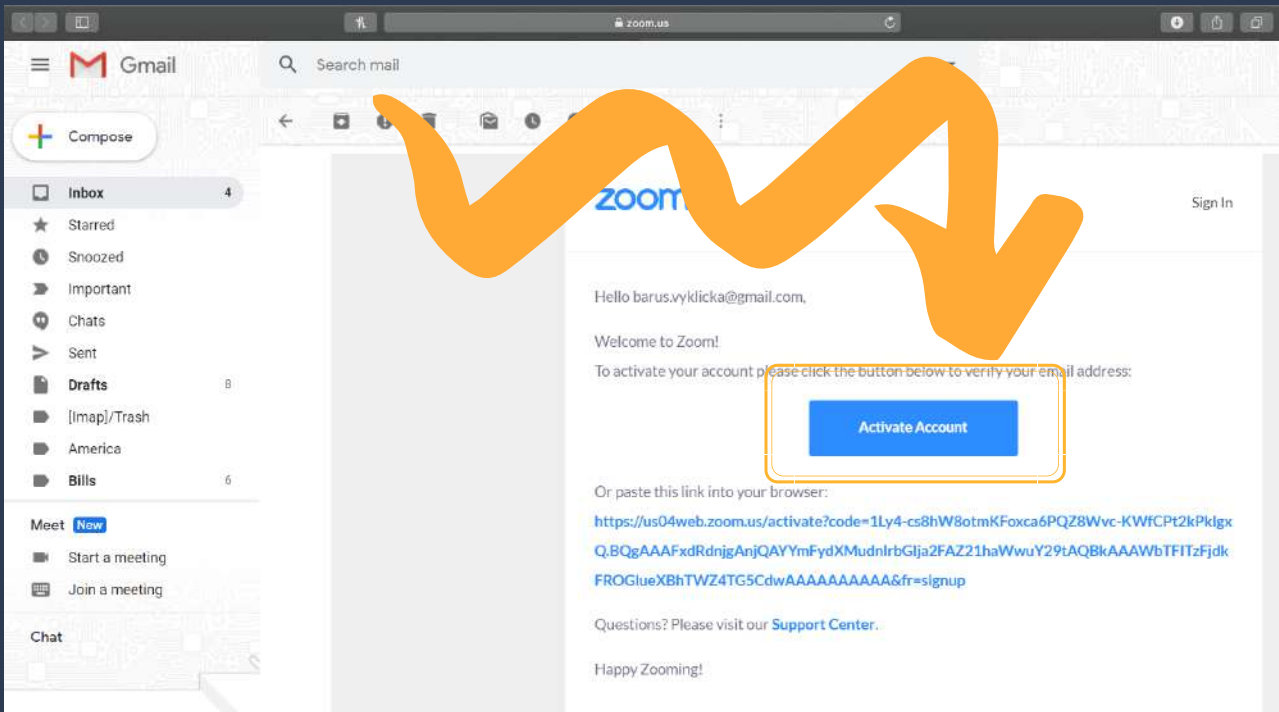 zoom.us
Gmail
Search mail
Compose
Inbox 4
Starred
Snoozed
Important
Chats
Sent
Drafts 8
[Imap]/Trash
America
Bills 6
Meet New
Start a meeting
Join a meeting
Chat
zoom
Sign In
Hello barus.vyklicka@gmail.com,
Welcome to Zoom!
To activate your account please click the button below to verify your email address:
Activate Account
Or paste this link into your browser:
https://us04web.zoom.us/activate?code=1Ly4-cs8hW8otmKFoxca6PQZ8Wvc-KWfCPt2kPklgx
Q.BQgAAAFxdRdnjgAnjQAYYmFydXMudnlrbGlja2FAZ21haWwuY29tAQBkAAAWbTFITzFjdk
FROGlueXBhTWZ4TG5CdwAAAAAAAAAA&fr=signup
Questions? Please visit our Support Center.
Happy Zooming!